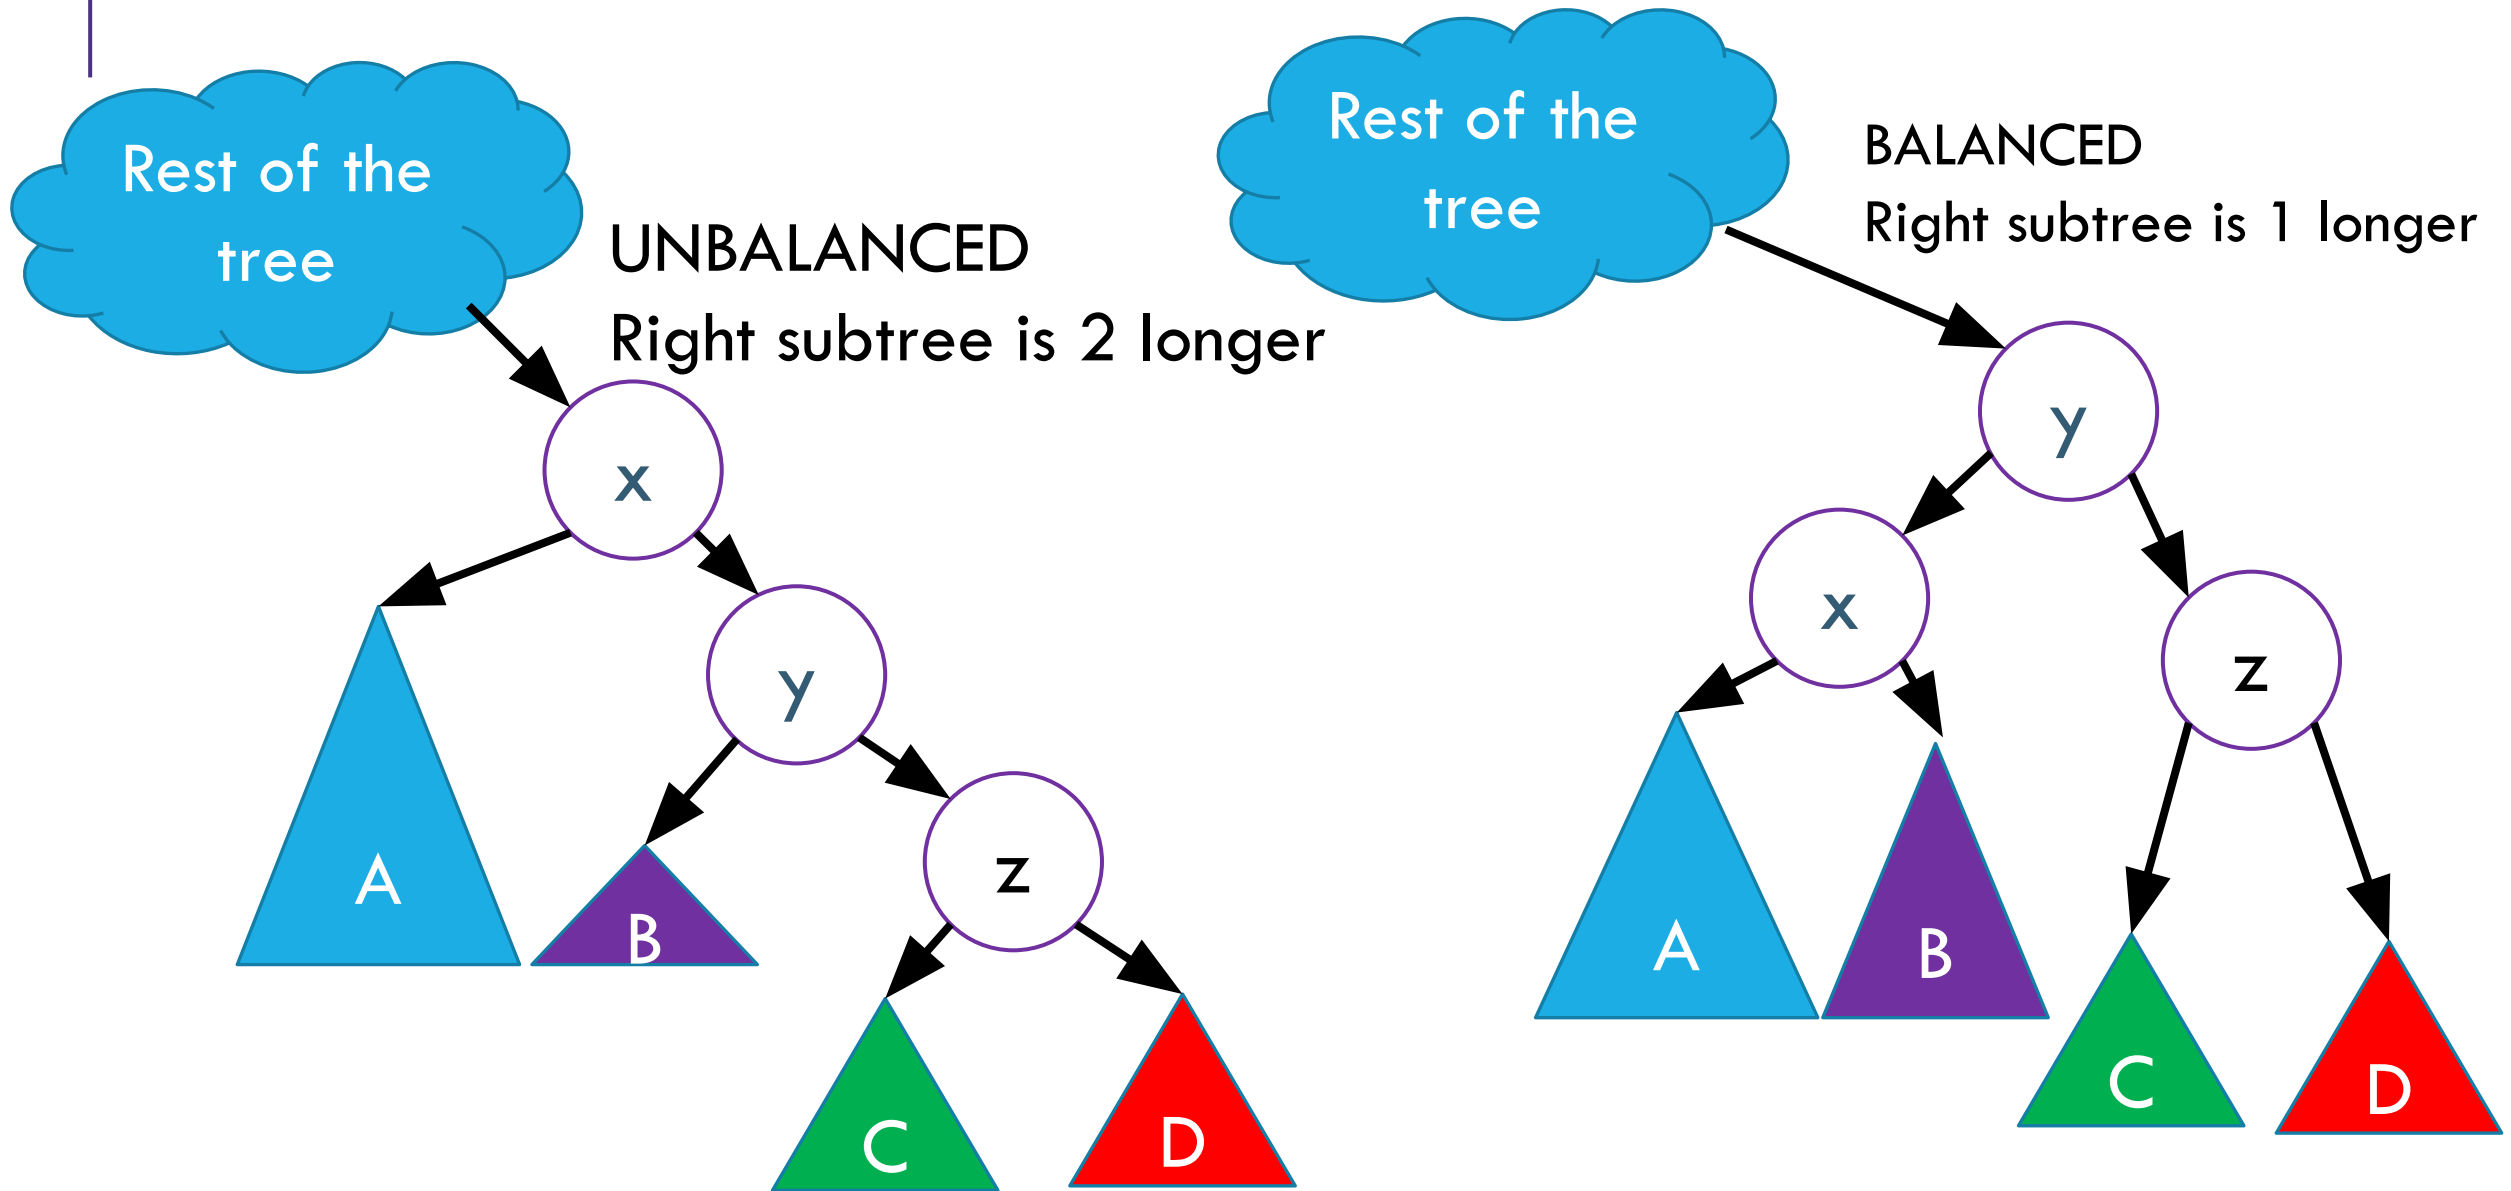 Rest of the
tree
UNBALANCED
Right subtree is 2 longer
x
y
z
A
B
C
D
Rest of the
tree
BALANCED
Right subtree is 1 longer
y
x
z
A
B
C
D